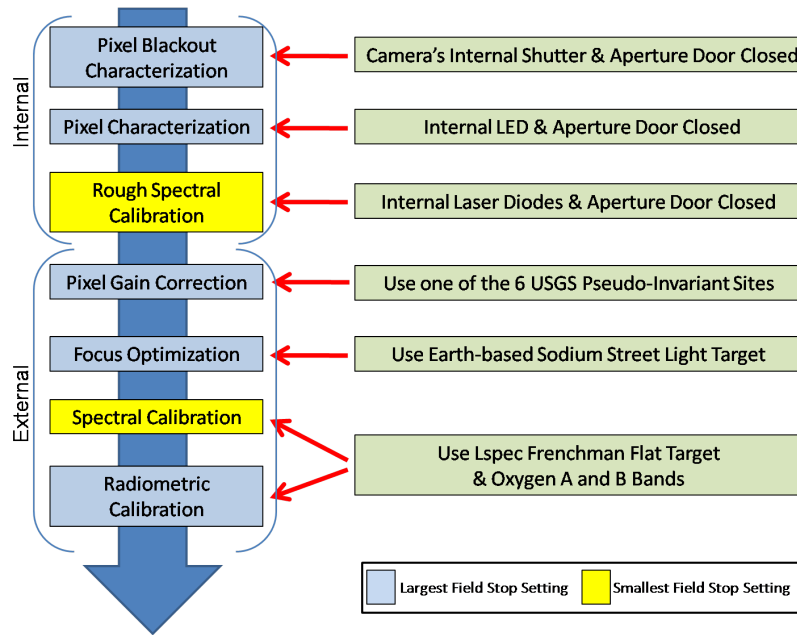 Internal
Pixel Blackout
Characterization
Camera's Internal Shutter & Aperture Door Closed
Pixel Characterization
Internal LED & Aperture Door Closed
Rough Spectral
Calibration
Internal Laser Diodes & Aperture Door Closed
External
Pixel Gain Correction
Use one of the 6 USGS Pseudo-Invariant Sites
Focus Optimization
Use Earth-based Sodium Street Light Target
Spectral Calibration
Radiometric
Calibration
Use Lspec Frenchman Flat Target
& Oxygen A and B Bands
Largest Field Stop Setting
Smallest Field Stop Setting